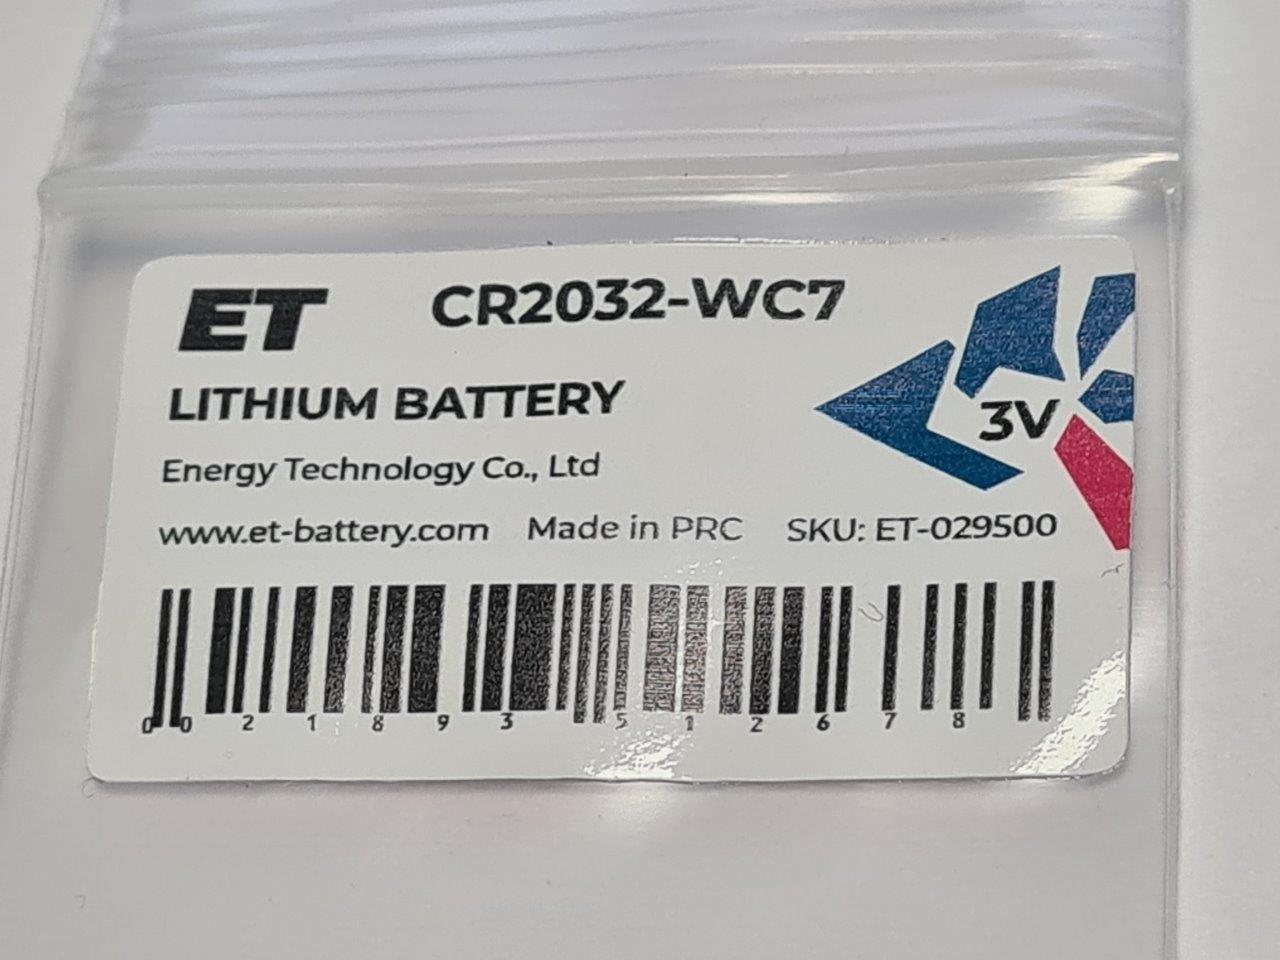 ET CR2032-WC7
LITHIUM BATTERY
3V
Energy Technology Co., Ltd
www.et-battery.com Made in PRC SKU: ET-029500
0 0 2 1 8 9 3 5 1 2 6 7 8